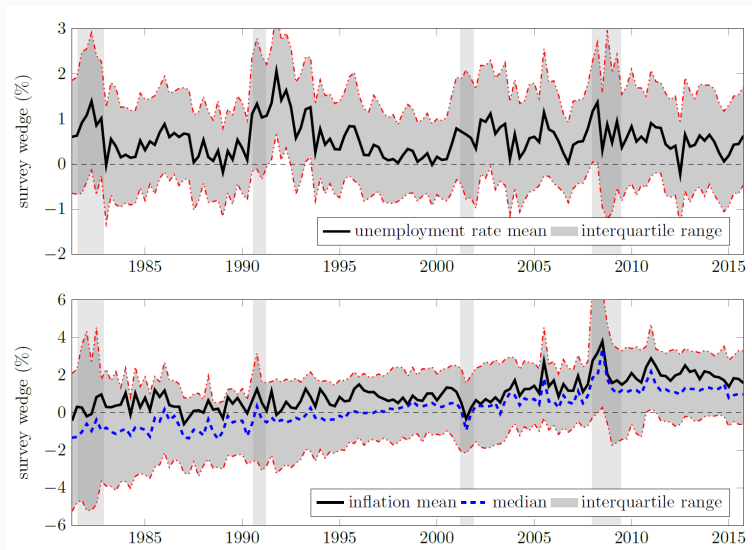 survey wedge (%)
3
2
1
0
−1
−2
unemployment rate mean interquartile range
1985 1990 1995 2000 2005 2010 2015
survey wedge (%)
6
4
2
0
−2
−4
−6
inflation mean median interquartile range
1985 1990 1995 2000 2005 2010 2015